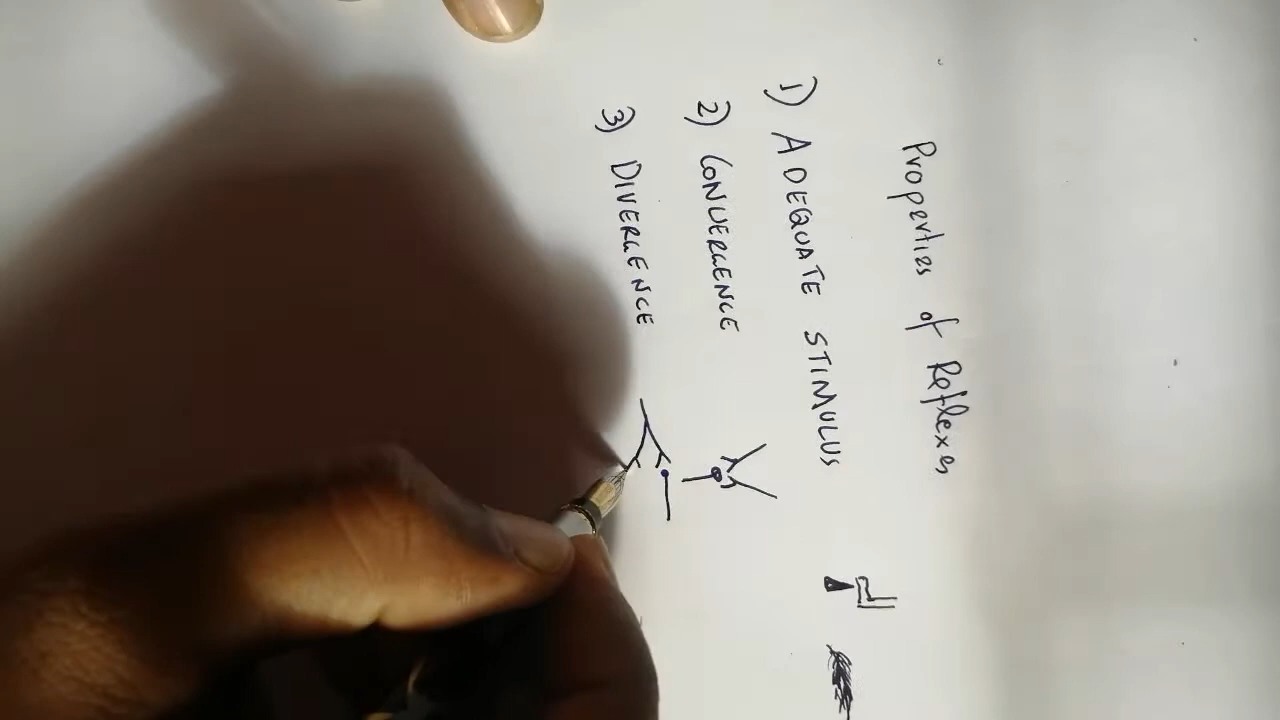 Properties of Reflexes
1) ADEQUATE STIMULUS
2) CONVERGENCE
3) DIVERGENCE